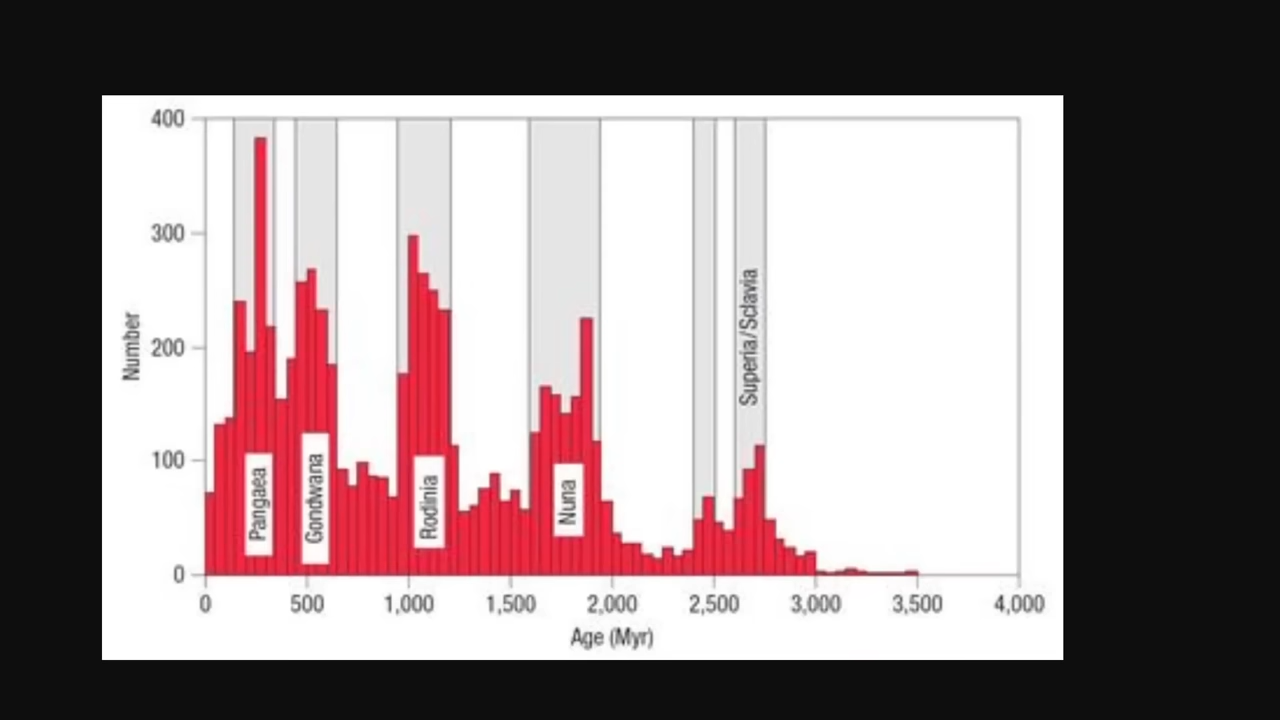 400
300
200
100
0
Number
Pangaea
Gondwana
Rodinia
Nuna
Superia/Sclavia
0 500 1,000 1,500 2,000 2,500 3,000 3,500 4,000
Age (Myr)